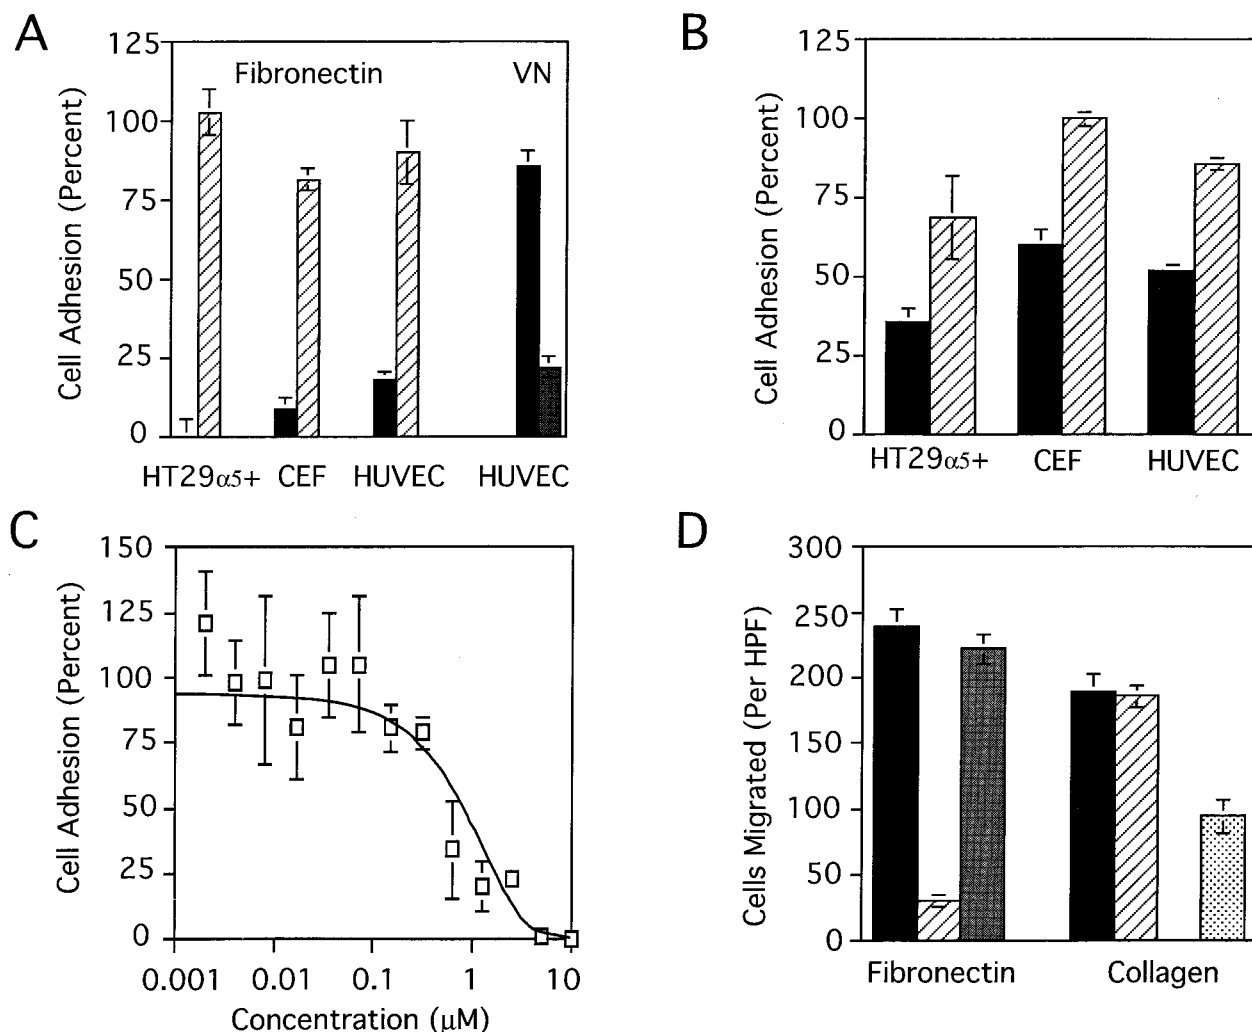 A
Cell Adhesion (Percent)
125
100
75
50
25
0
Fibronectin
VN
HT29α5+ CEF HUVEC HUVEC
B
Cell Adhesion (Percent)
125
100
75
50
25
0
HT29α5+ CEF HUVEC
C
Cell Adhesion (Percent)
150
125
100
75
50
25
0
0.001 0.01 0.1 1 10
Concentration (μM)
D
Cells Migrated (Per HPF)
300
250
200
150
100
50
0
Fibronectin Collagen